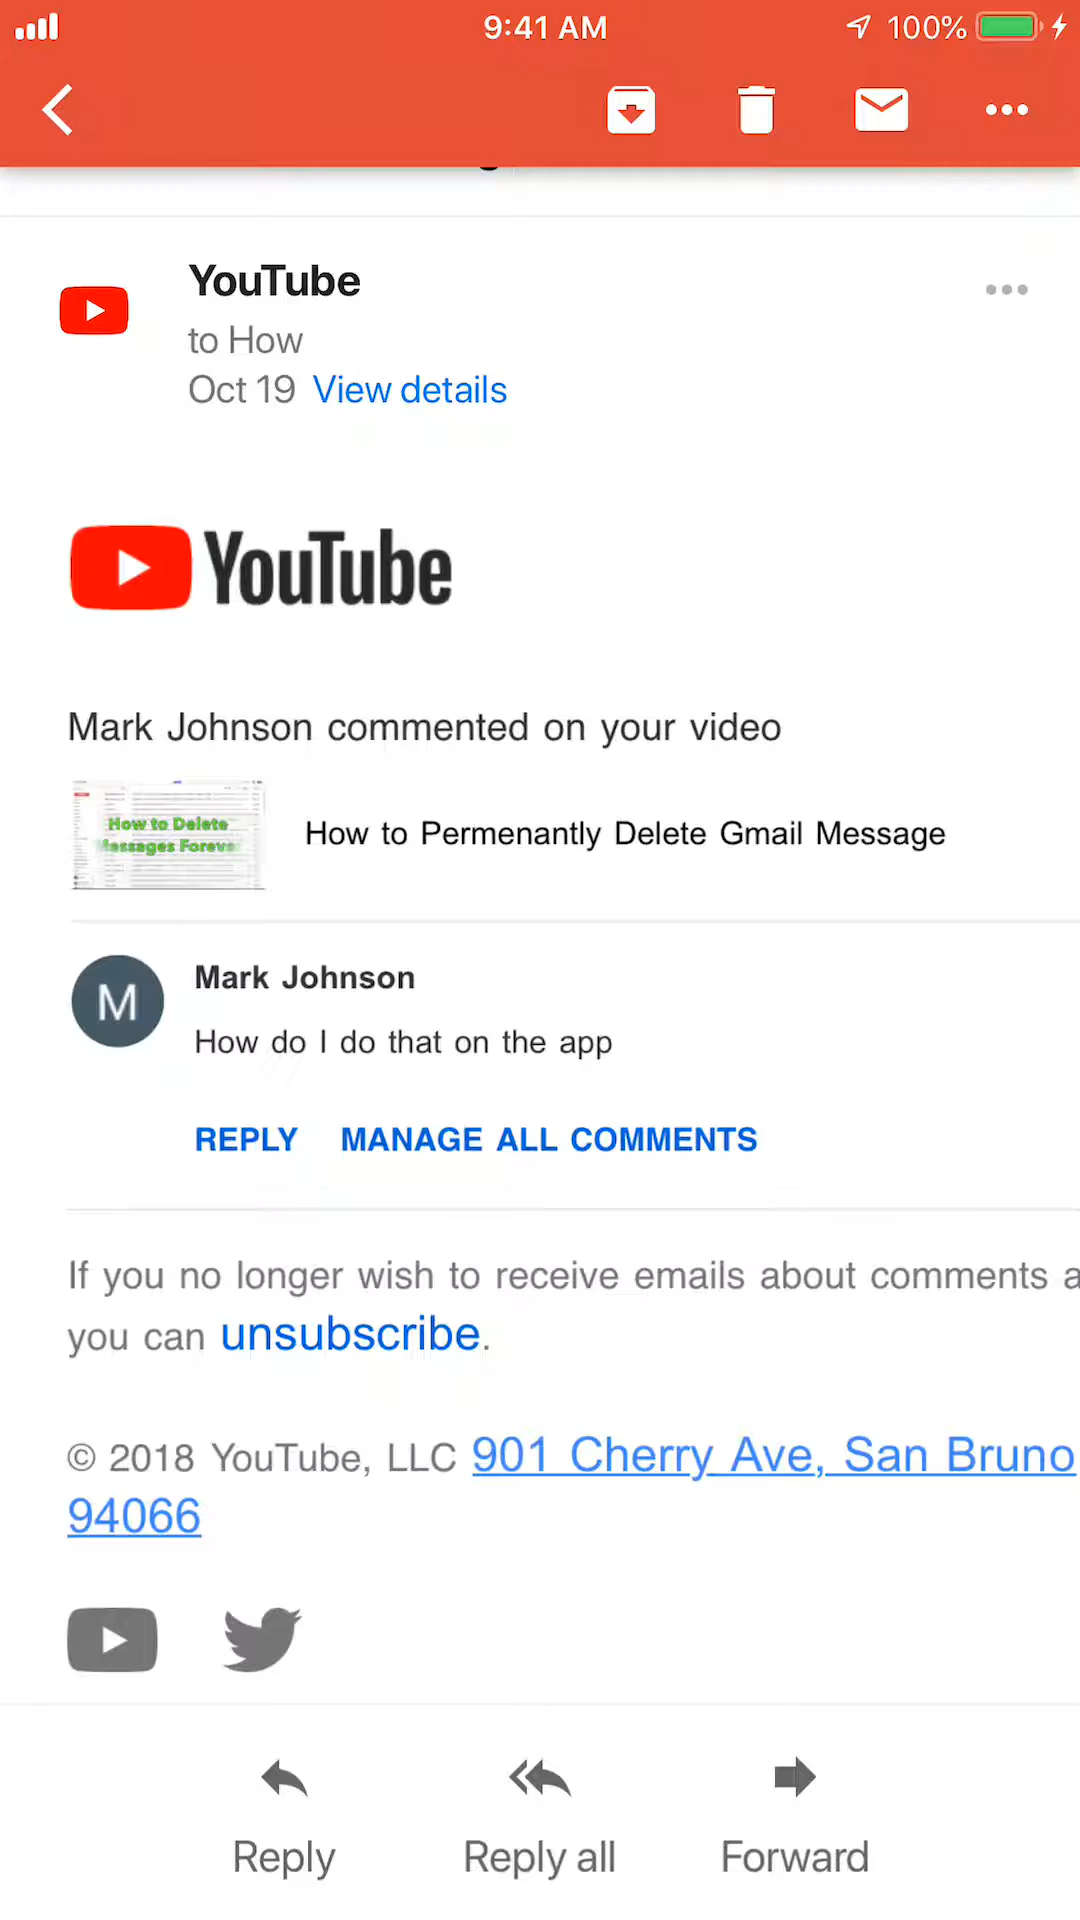 9:41 AM
100%
YouTube
to How
Oct 19 View details
YouTube
Mark Johnson commented on your video
How to Delete
Messages Forever
How to Permenantly Delete Gmail Message
M
Mark Johnson
How do I do that on the app
REPLY MANAGE ALL COMMENTS
If you no longer wish to receive emails about comments a
you can unsubscribe.
© 2018 YouTube, LLC 901 Cherry Ave, San Bruno
94066
Reply Reply all Forward